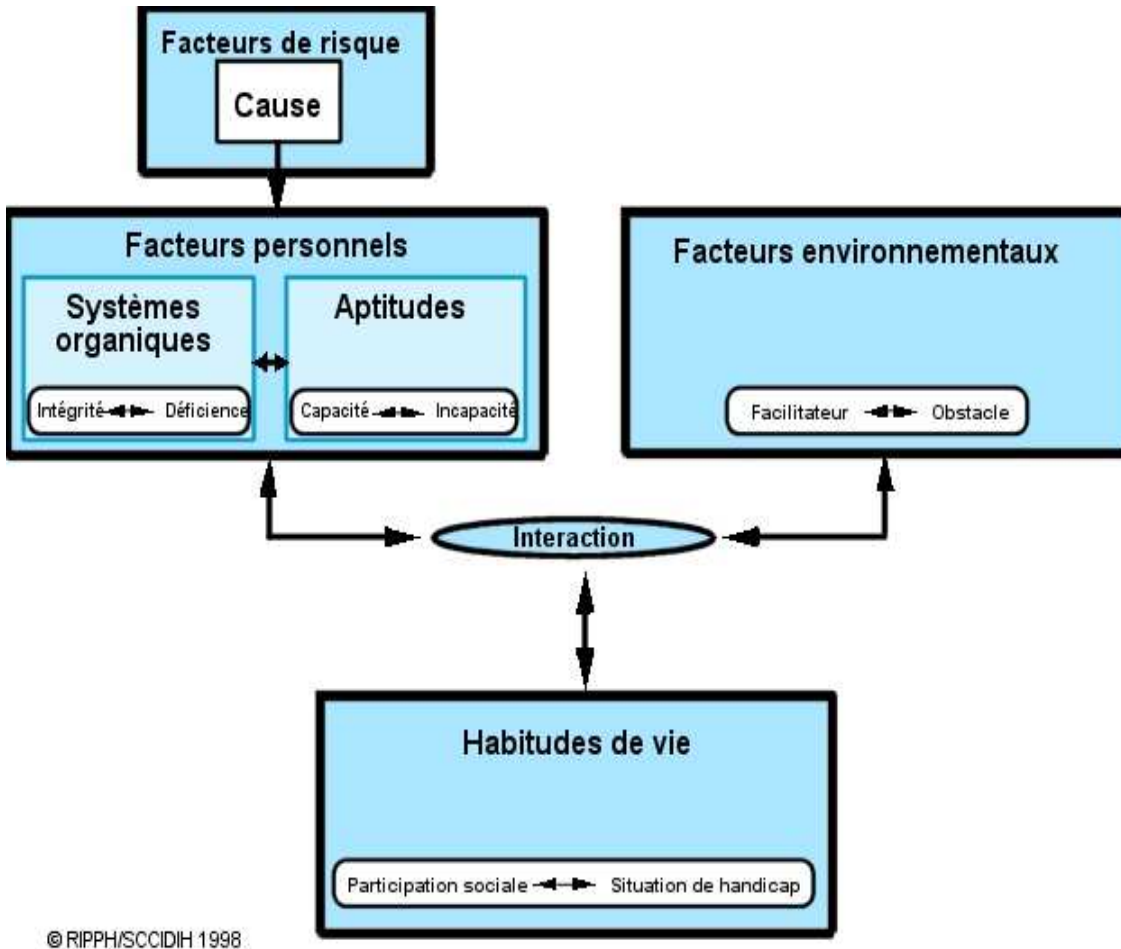 Facteurs de risque
Cause
Facteurs personnels
Systèmes
organiques
Intégrité Déficience
Aptitudes
Capacité Incapacité
Facteurs environnementaux
Facilitateur Obstacle
Interaction
Habitudes de vie
Participation sociale Situation de handicap
© RIPPH/SCCIDIH 1998